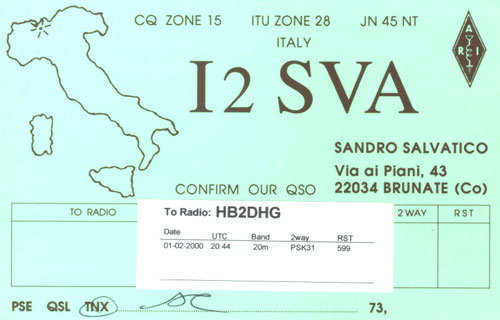 CQ ZONE 15 ITU ZONE 28 JN 45 NT
ITALY
A
R I
I2 SVA
SANDRO SALVATICO
Via ai Piani, 43
22034 BRUNATE (Co)
CONFIRM OUR QSO
TO RADIO 2 WAY RST
To Radio: HB2DHG
Date UTC Band 2way RST
01-02-2000 20:44 20m PSK31 599
PSE QSL TNX 73,